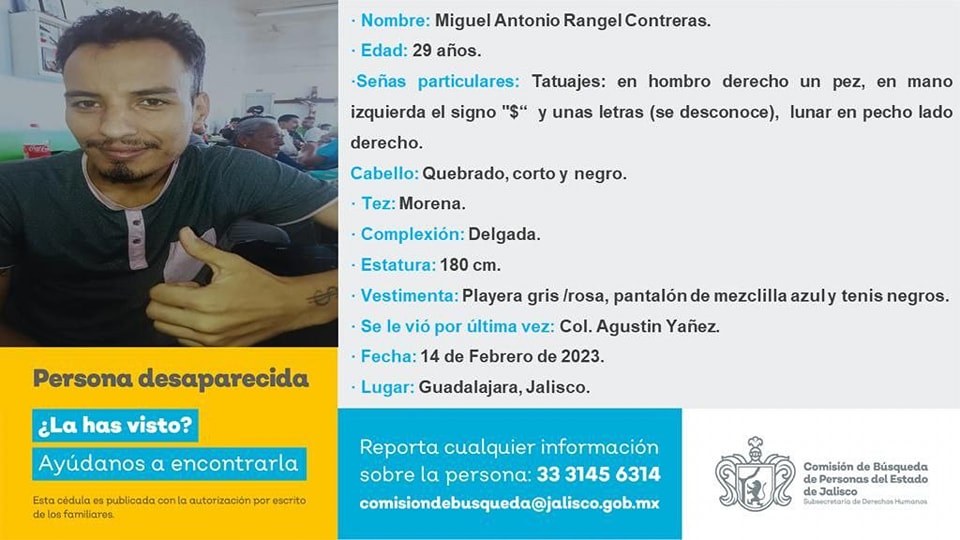 · Nombre: Miguel Antonio Rangel Contreras.
· Edad: 29 años.
·Señas particulares: Tatuajes: en hombro derecho un pez, en mano
izquierda el signo "$“ y unas letras (se desconoce), lunar en pecho lado
derecho.
Cabello: Quebrado, corto y negro.
· Tez: Morena.
· Complexión: Delgada.
· Estatura: 180 cm.
· Vestimenta: Playera gris /rosa, pantalón de mezclilla azul y tenis negros.
· Se le vió por última vez: Col. Agustin Yañez.
· Fecha: 14 de Febrero de 2023.
· Lugar: Guadalajara, Jalisco.
Persona desaparecida
¿La has visto?
Ayúdanos a encontrarla
Esta cédula es publicada con la autorización por escrito
de los familiares.
Reporta cualquier información
sobre la persona: 33 3145 6314
comisiondebusqueda@jalisco.gob.mx
Comisión de Búsqueda
de Personas del Estado
de Jalisco
Subsecretaría de Derechos Humanos
$